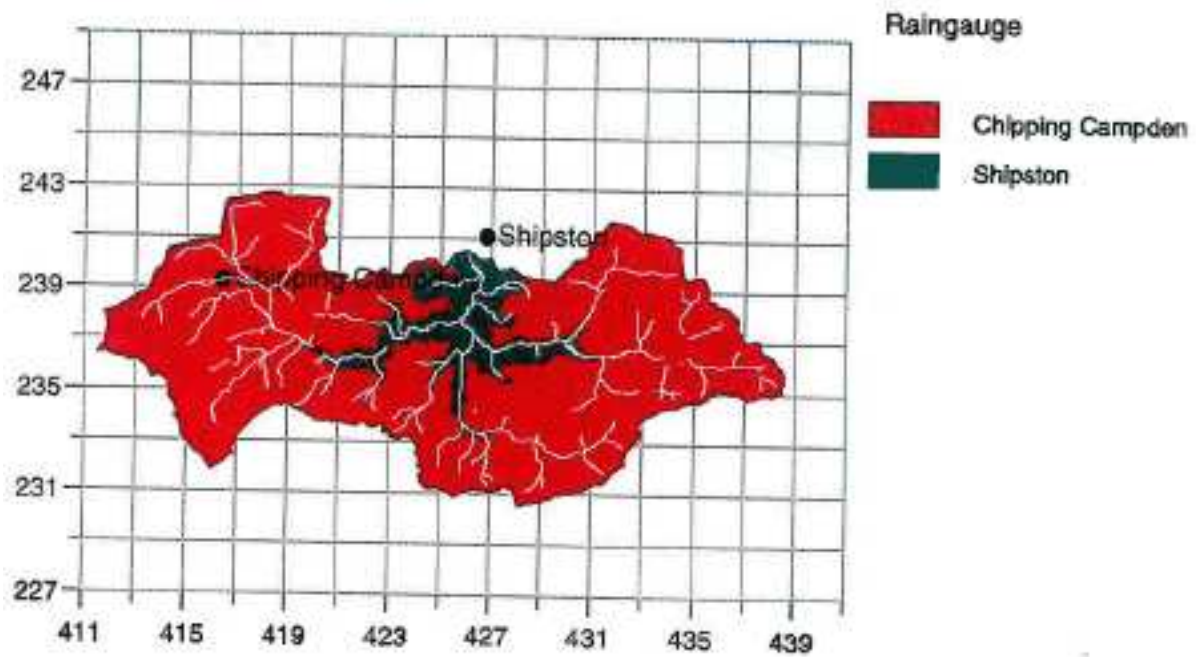 Raingauge
Chipping Campden
Shipston
247
243
239
235
231
227
Shipston
Chipping Campden
411 415 419 423 427 431 435 439